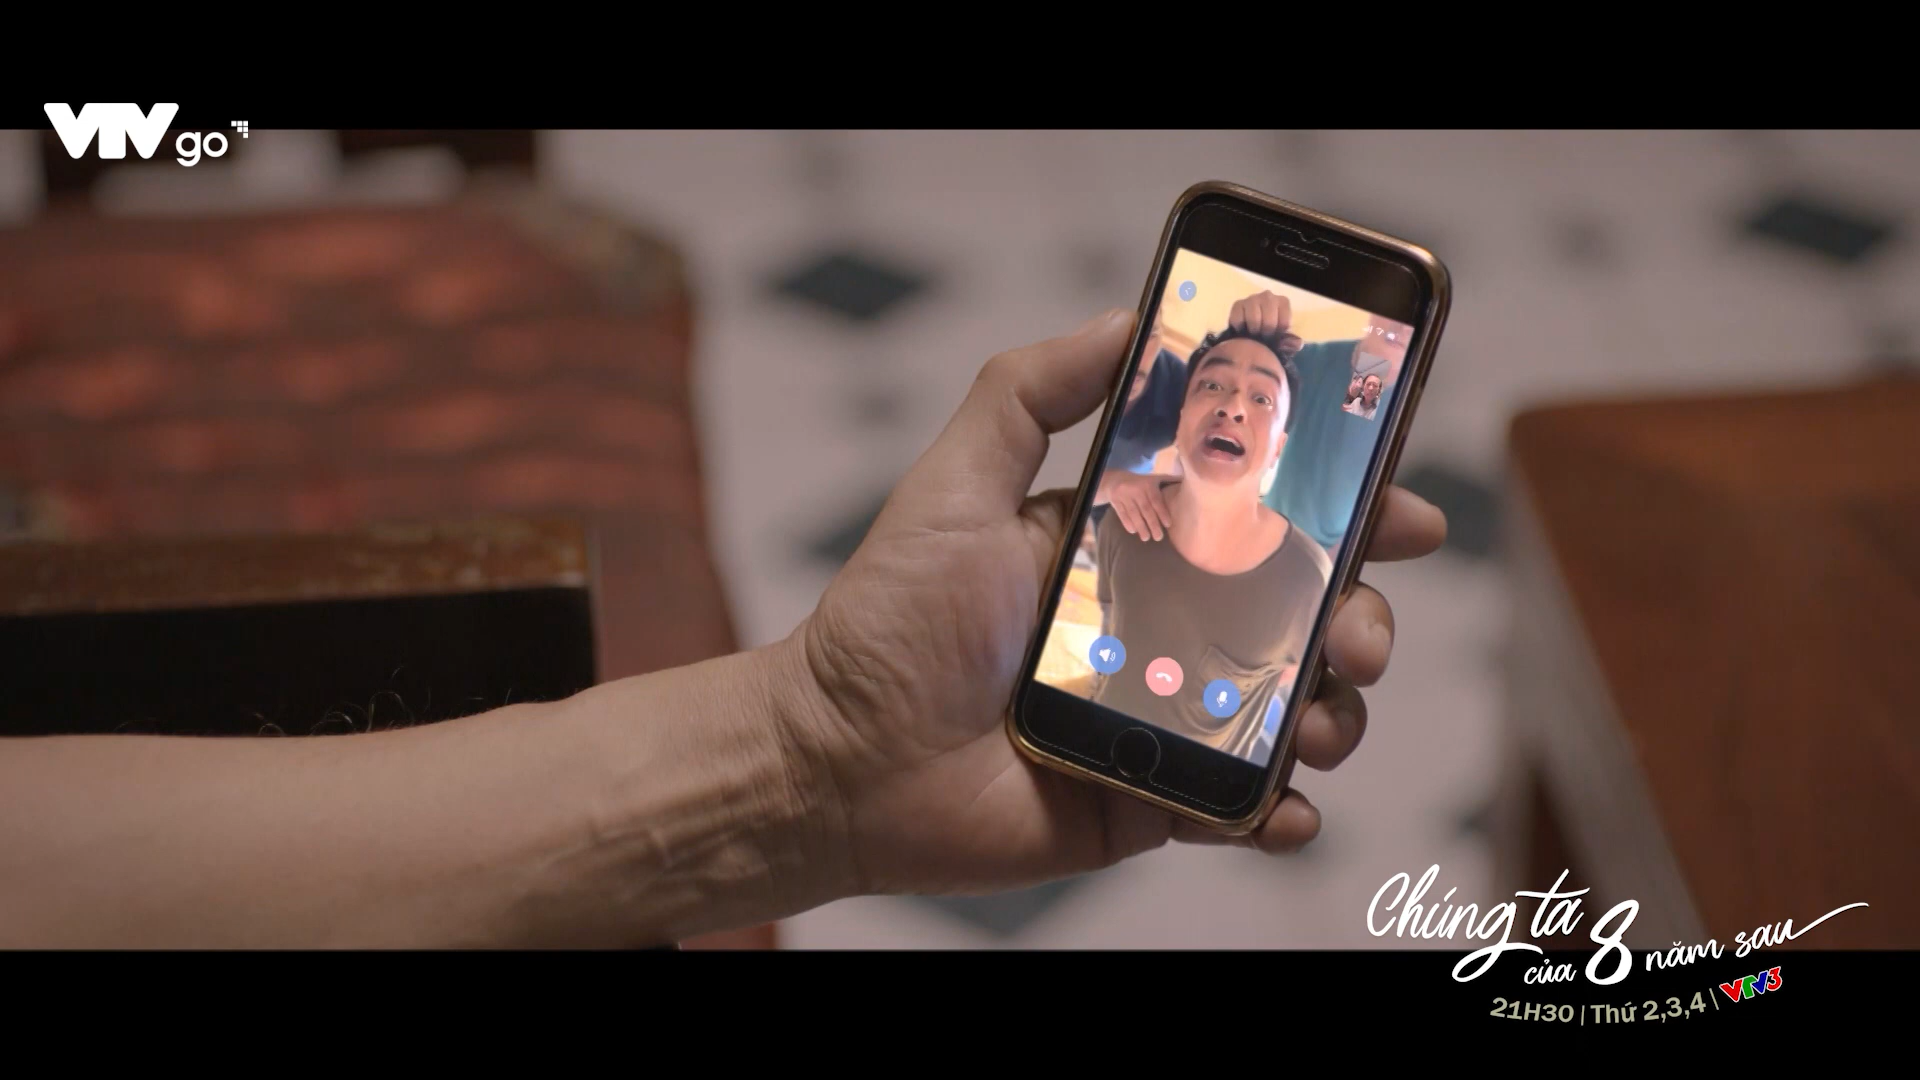 VTVgo
Chúng ta
của 8 năm sau
21H30 | Thứ 2,3,4 | VTV3